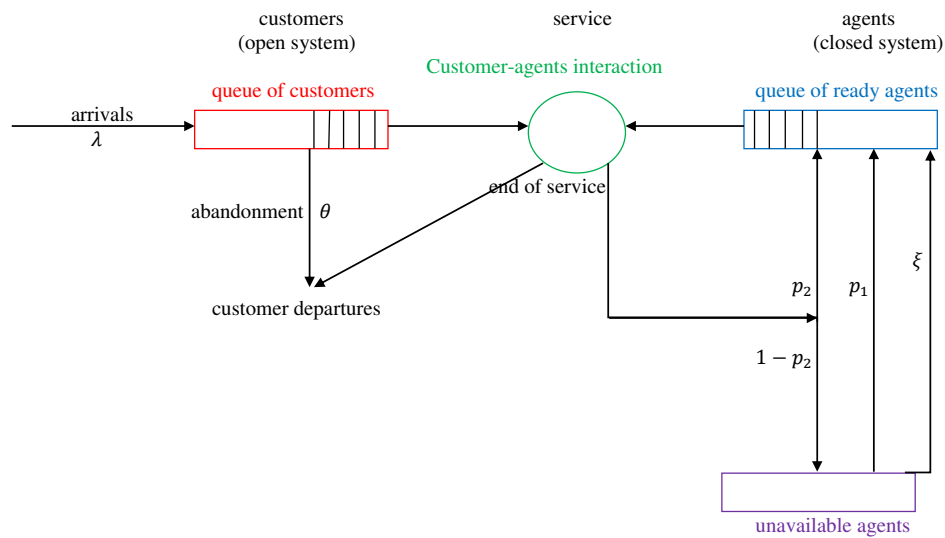 customers
(open system)
service
agents
(closed system)
Customer-agents interaction
queue of customers
queue of ready agents
arrivals
λ
end of service
abandonment
θ
ξ
p₂
p₁
customer departures
1 − p₂
unavailable agents